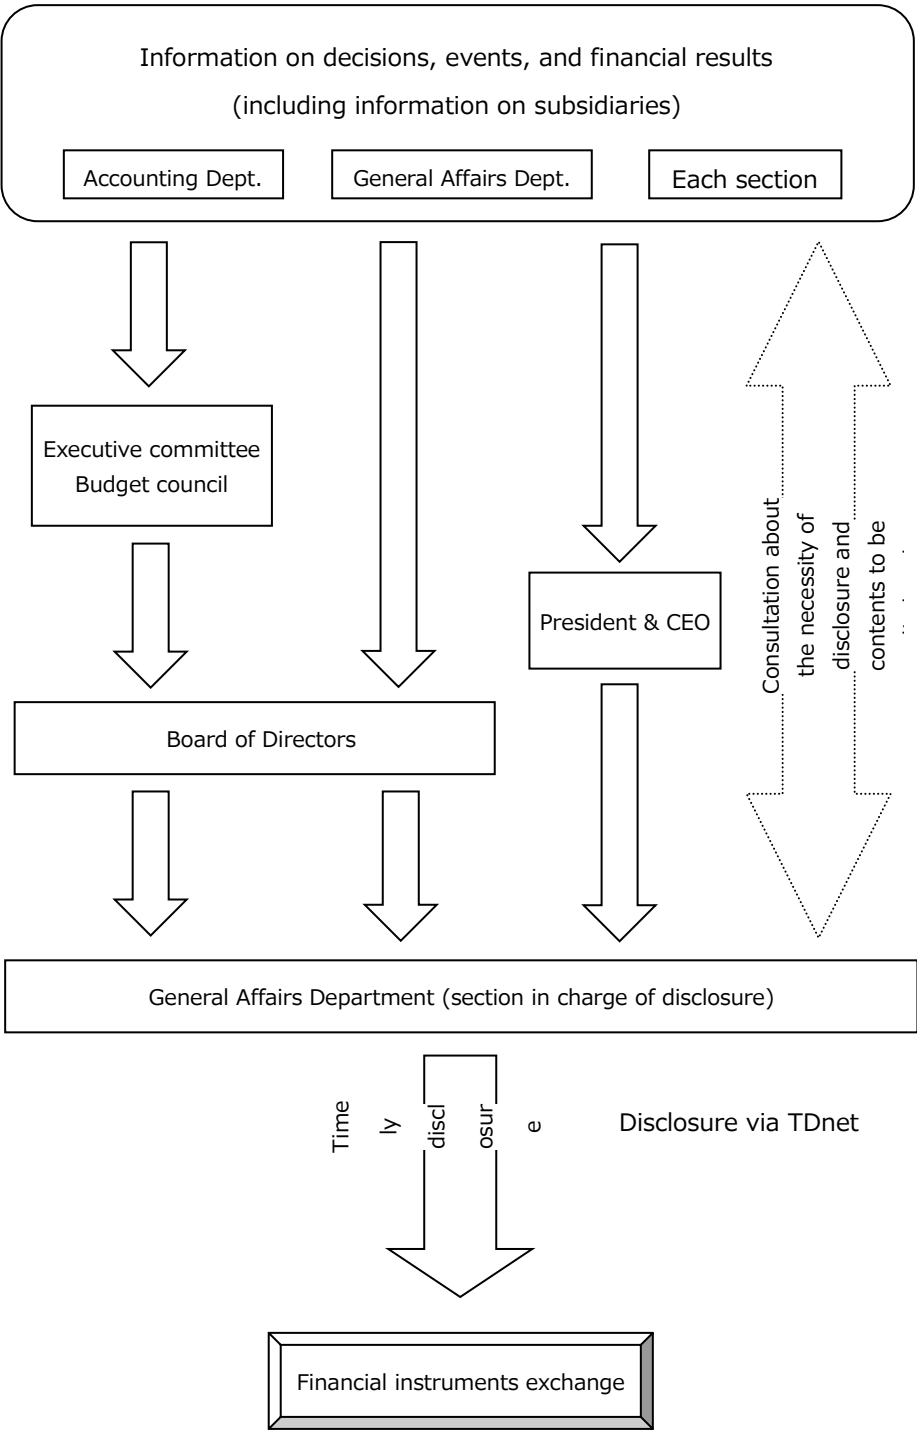 Information on decisions, events, and financial results
(including information on subsidiaries)
Accounting Dept.
General Affairs Dept.
Each section
Executive committee
Budget council
President & CEO
Consultation about
the necessity of
disclosure and
contents to be
Board of Directors
General Affairs Department (section in charge of disclosure)
Time
ly
discl
osur
e
Disclosure via TDnet
Financial instruments exchange